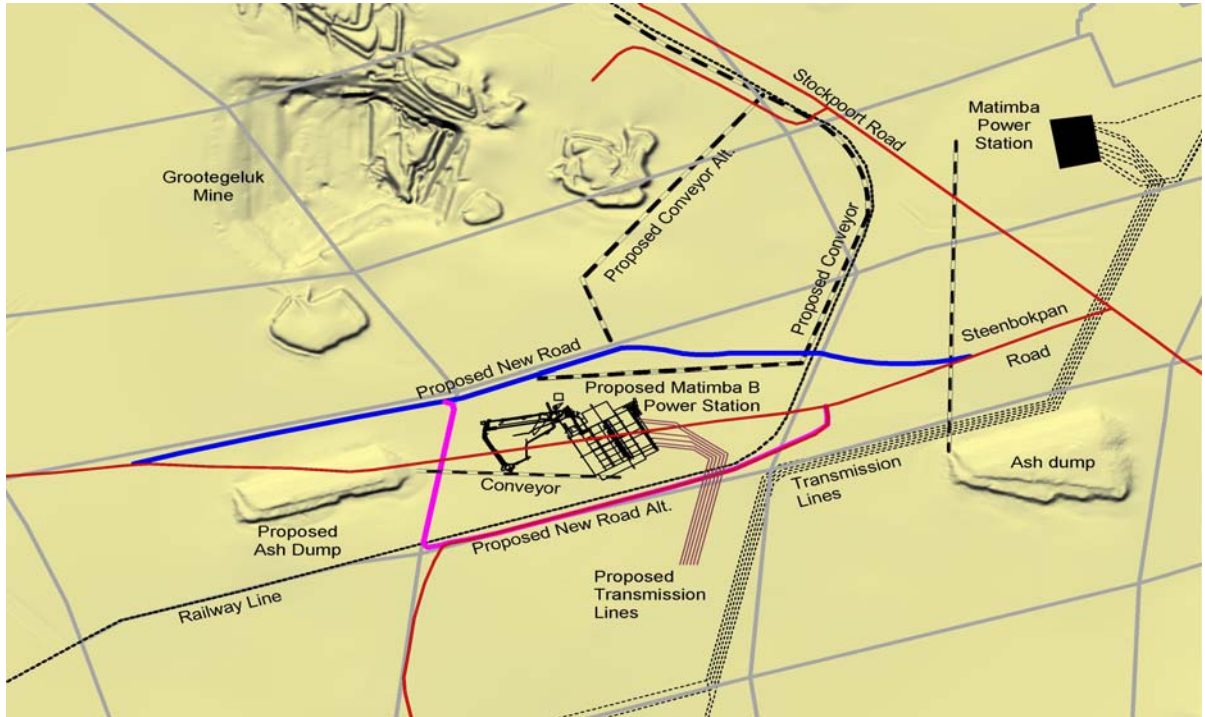 Stockpoort Road
Matimba
Power
Station
Grootegeluk
Mine
Proposed Conveyor Alt.
Proposed Conveyor
Steenbokpan
Road
Proposed New Road
Proposed Matimba B
Power Station
Conveyor
Ash dump
Transmission
Lines
Proposed
Ash Dump
Proposed New Road Alt.
Proposed
Transmission
Lines
Railway Line